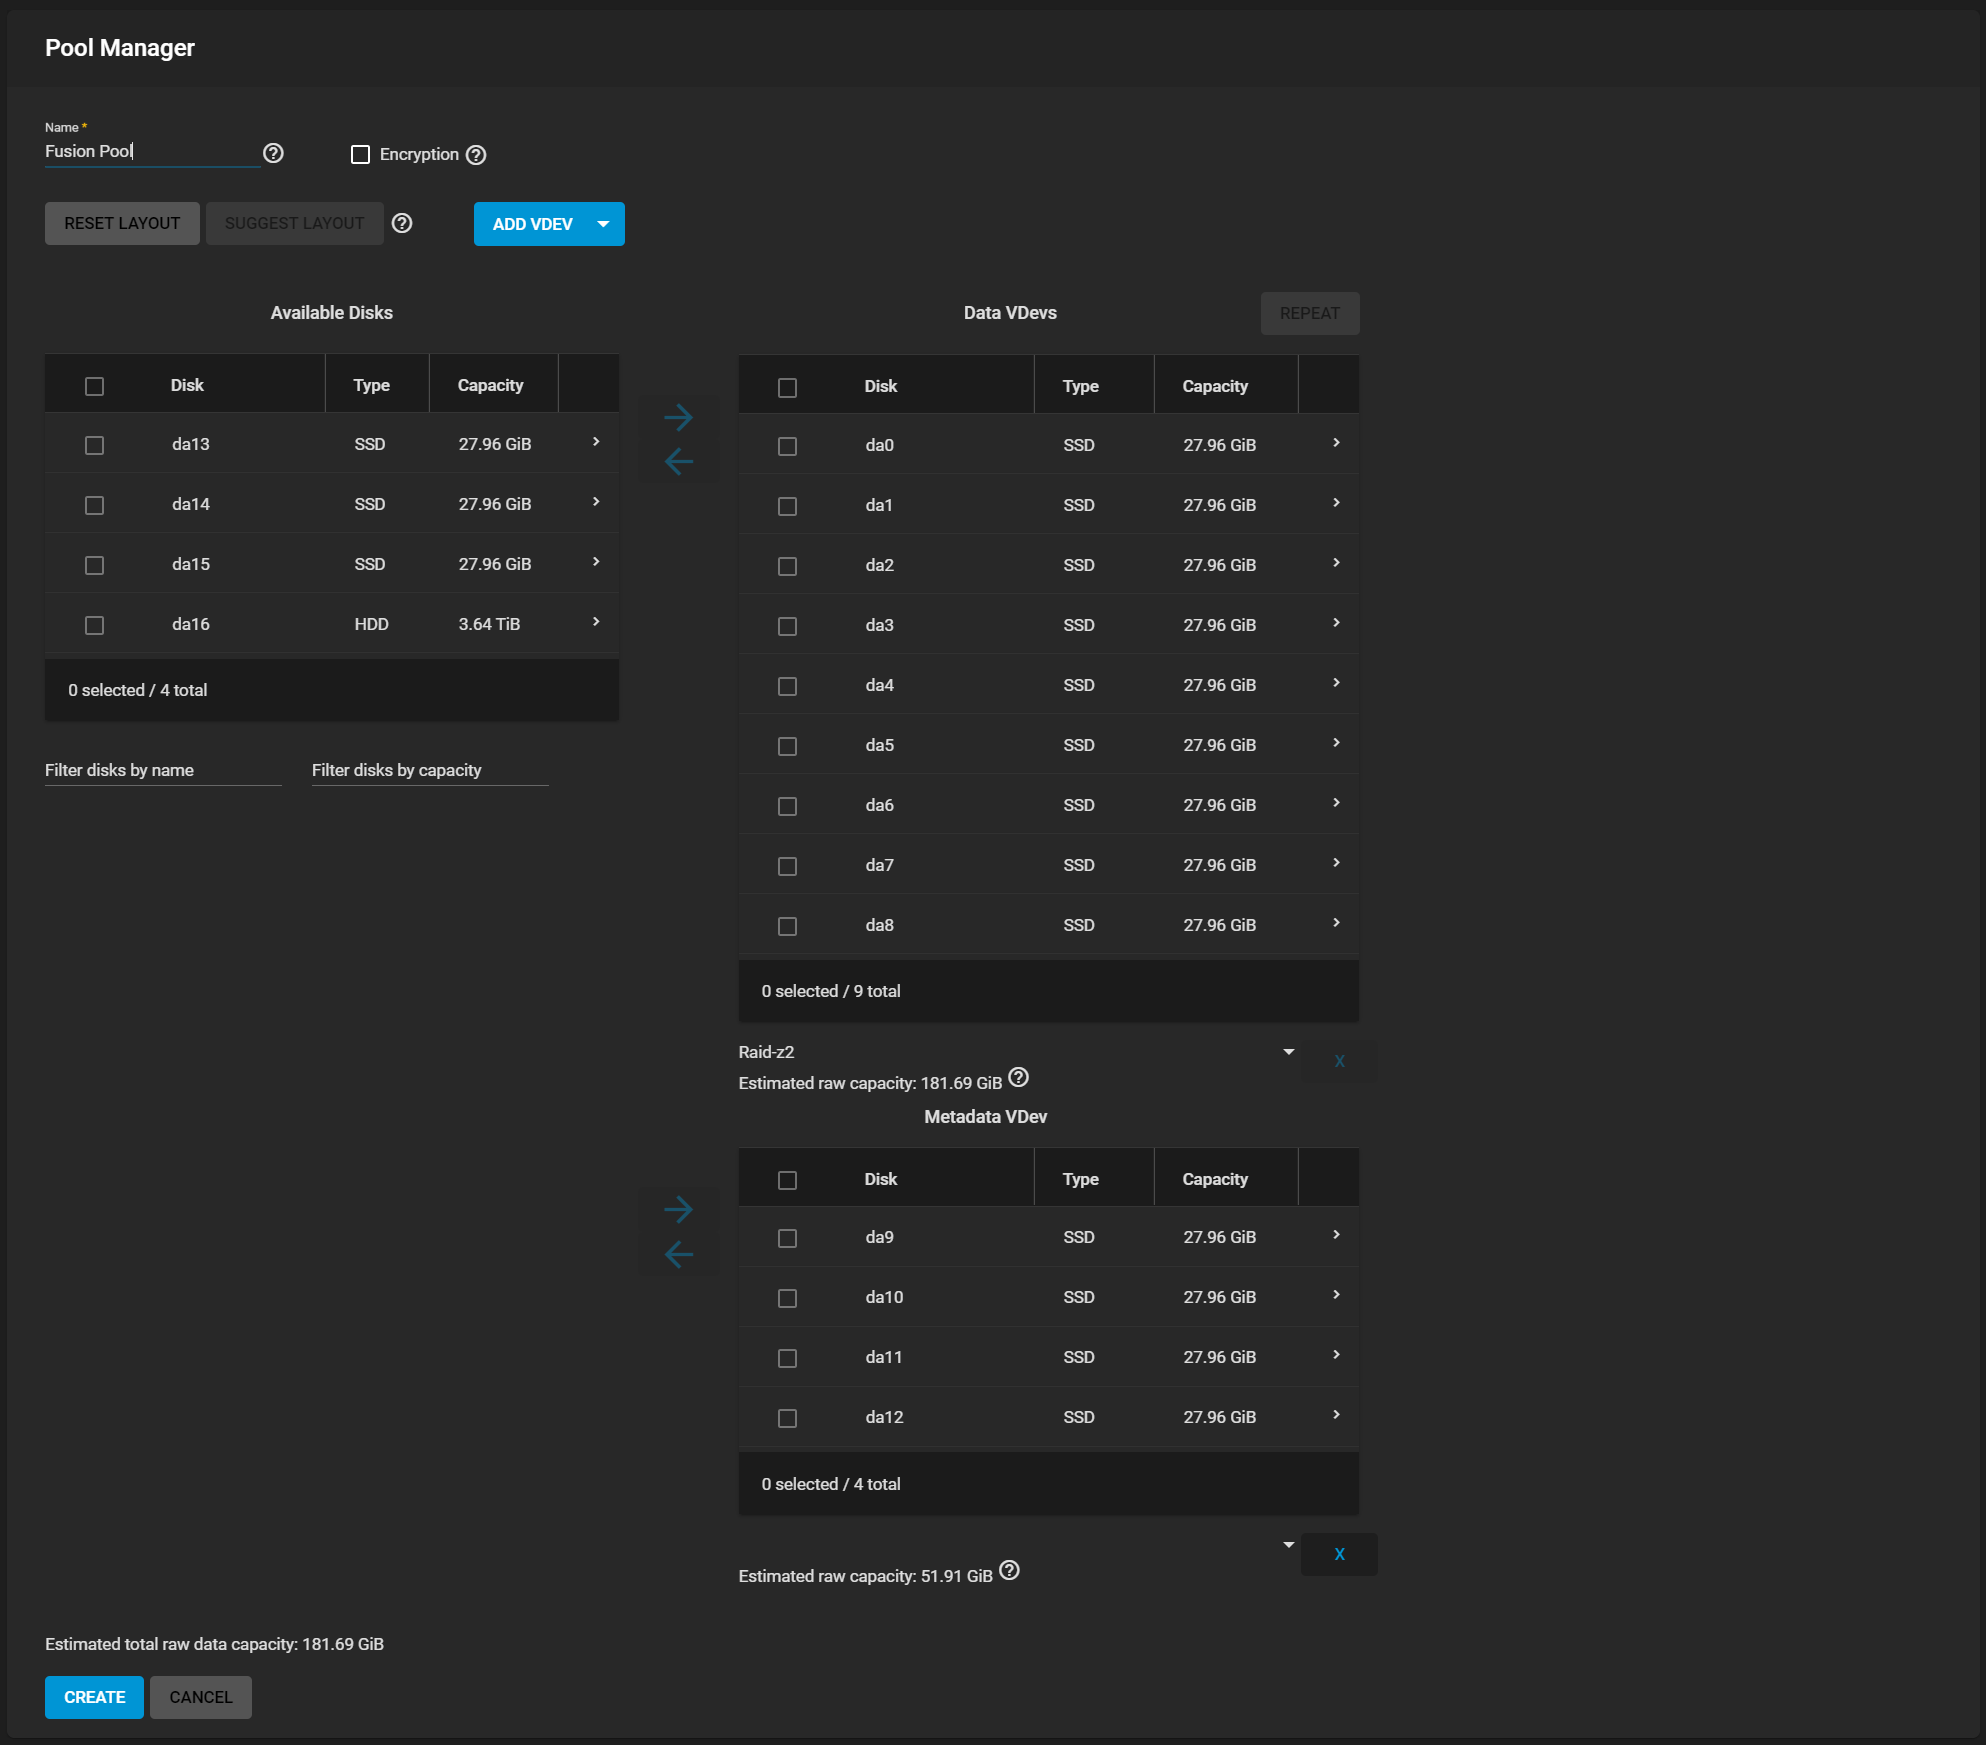 Pool Manager
Name *
Fusion Pool
Encryption
RESET LAYOUT SUGGEST LAYOUT ADD VDEV
Available Disks
Disk Type Capacity
da13 SSD 27.96 GiB
da14 SSD 27.96 GiB
da15 SSD 27.96 GiB
da16 HDD 3.64 TiB
0 selected / 4 total
Filter disks by name Filter disks by capacity
Data VDevs REPEAT
Disk Type Capacity
da0 SSD 27.96 GiB
da1 SSD 27.96 GiB
da2 SSD 27.96 GiB
da3 SSD 27.96 GiB
da4 SSD 27.96 GiB
da5 SSD 27.96 GiB
da6 SSD 27.96 GiB
da7 SSD 27.96 GiB
da8 SSD 27.96 GiB
0 selected / 9 total
Raid-z2 X
Estimated raw capacity: 181.69 GiB
Metadata VDev
Disk Type Capacity
da9 SSD 27.96 GiB
da10 SSD 27.96 GiB
da11 SSD 27.96 GiB
da12 SSD 27.96 GiB
0 selected / 4 total
X
Estimated raw capacity: 51.91 GiB
Estimated total raw data capacity: 181.69 GiB
CREATE CANCEL